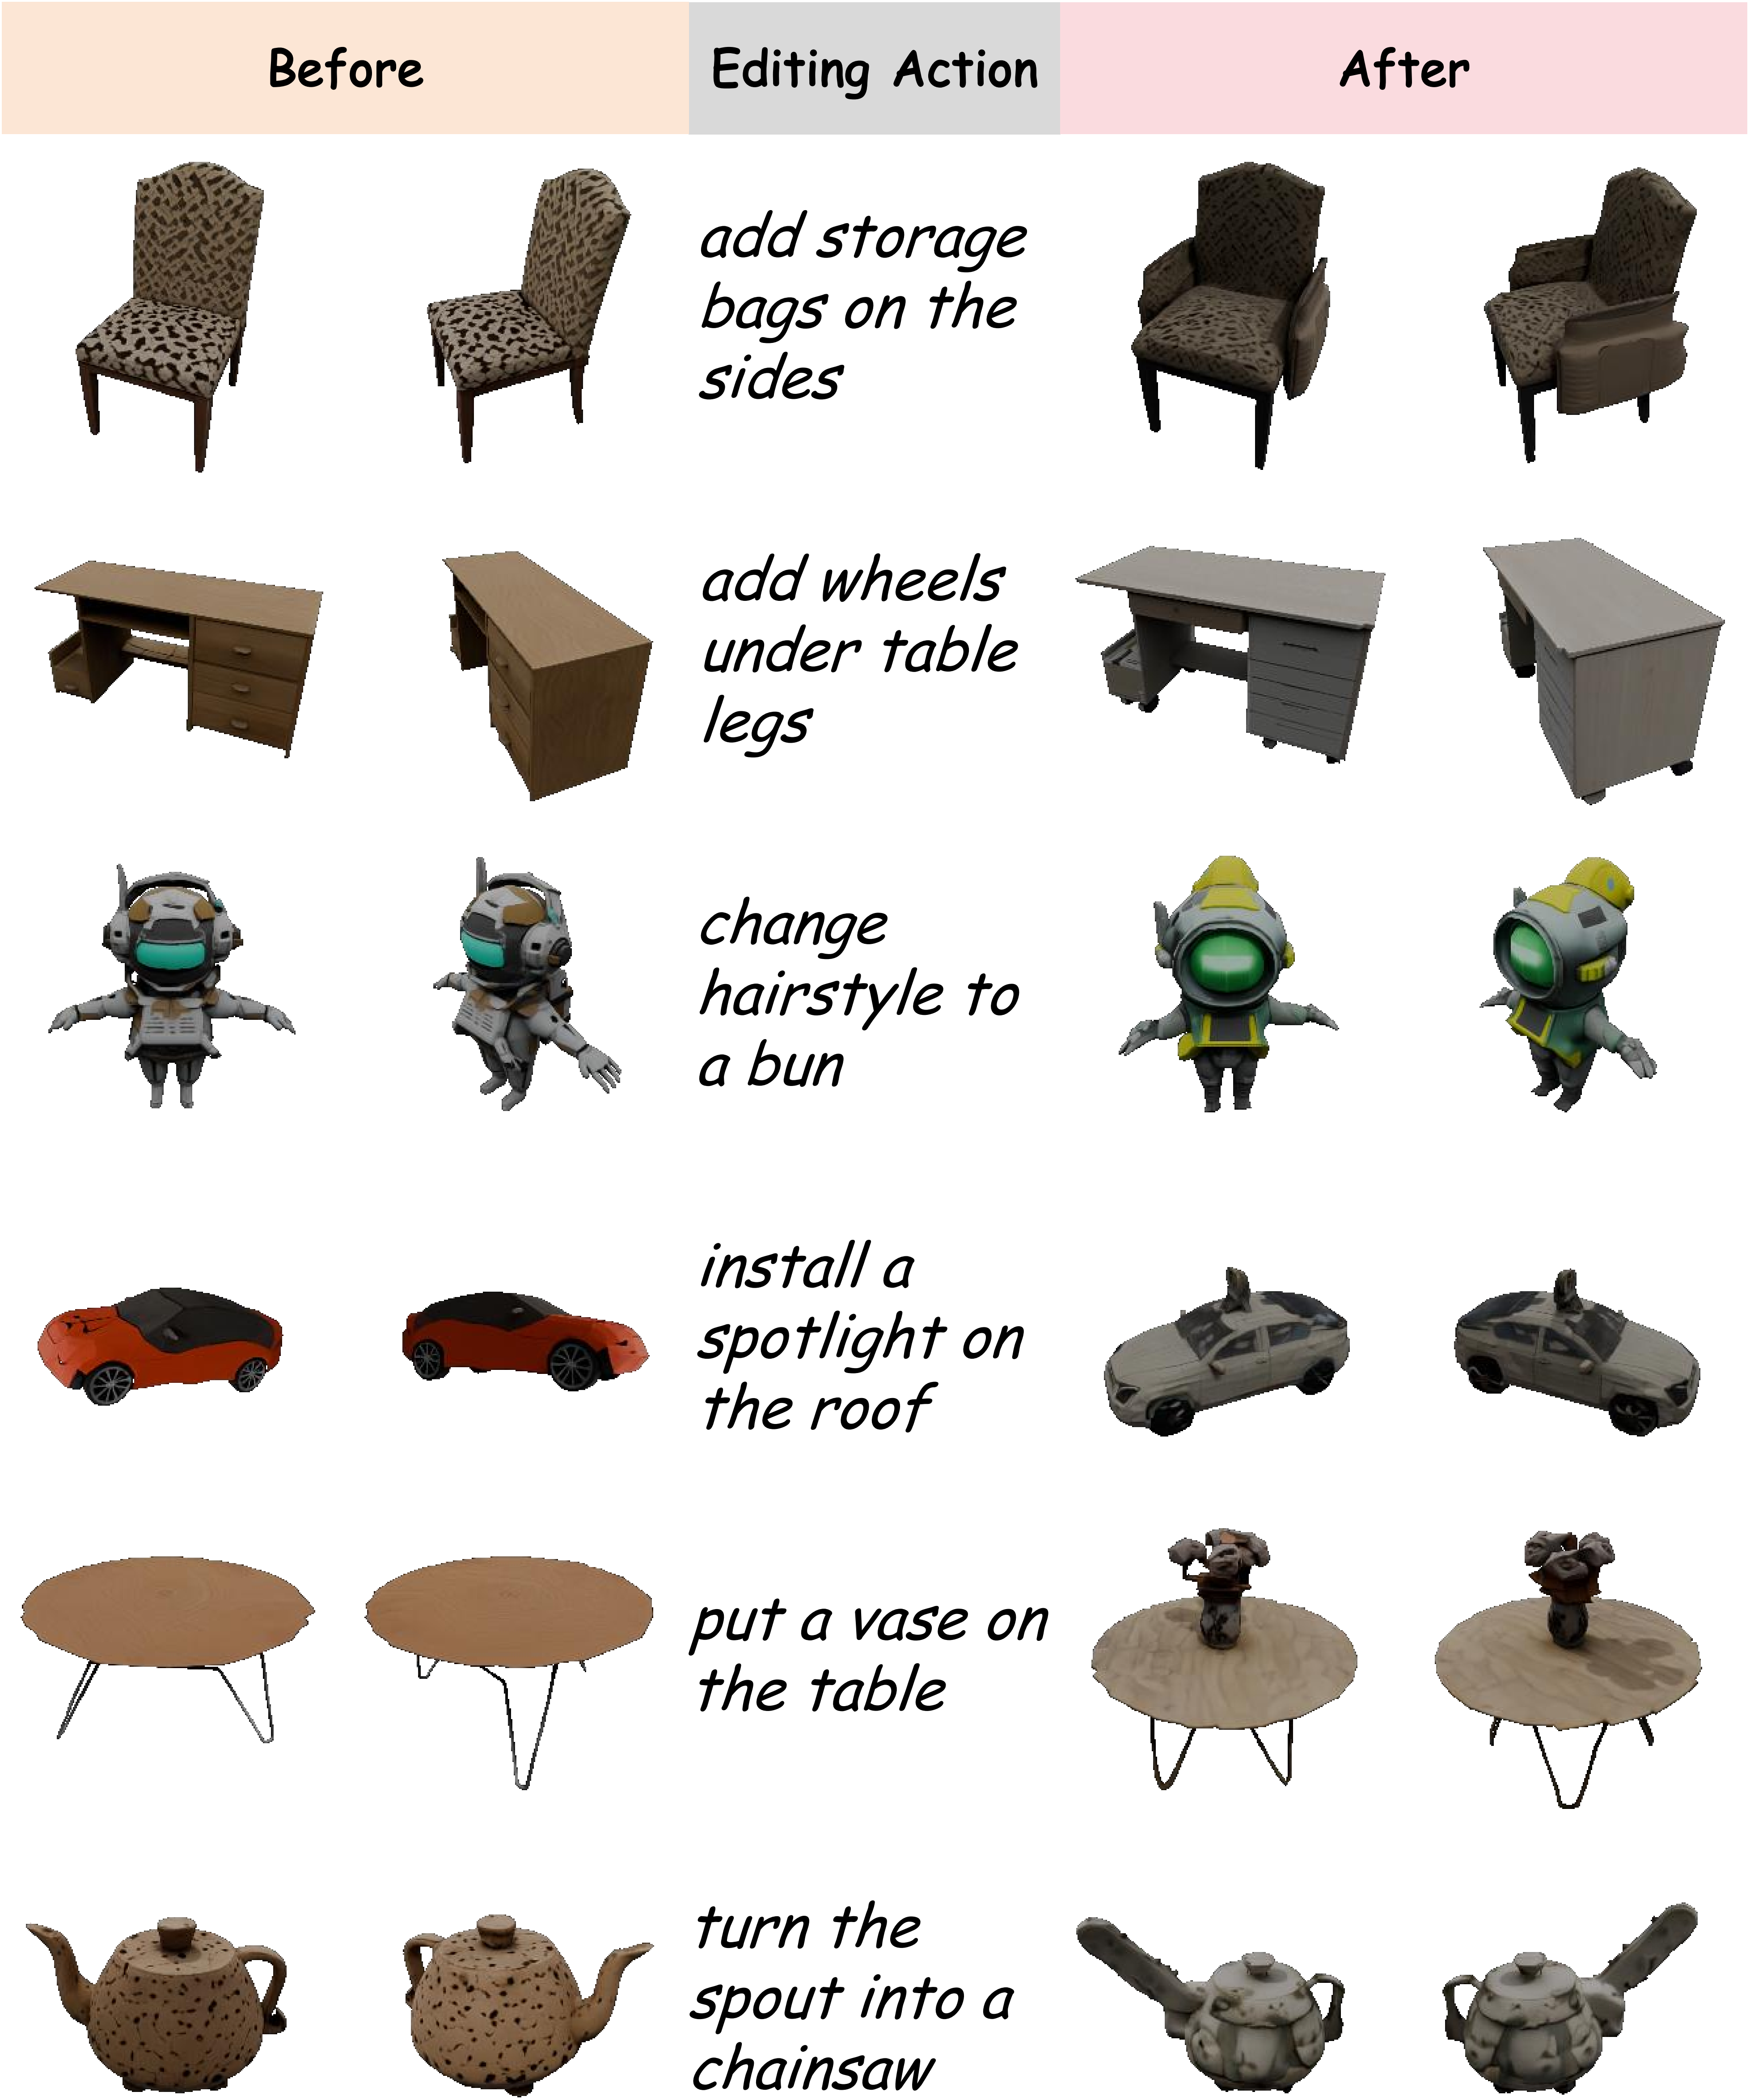 Before Editing Action After
add storage
bags on the
sides
add wheels
under table
legs
change
hairstyle to
a bun
install a
spotlight on
the roof
put a vase on
the table
turn the
spout into a
chainsaw